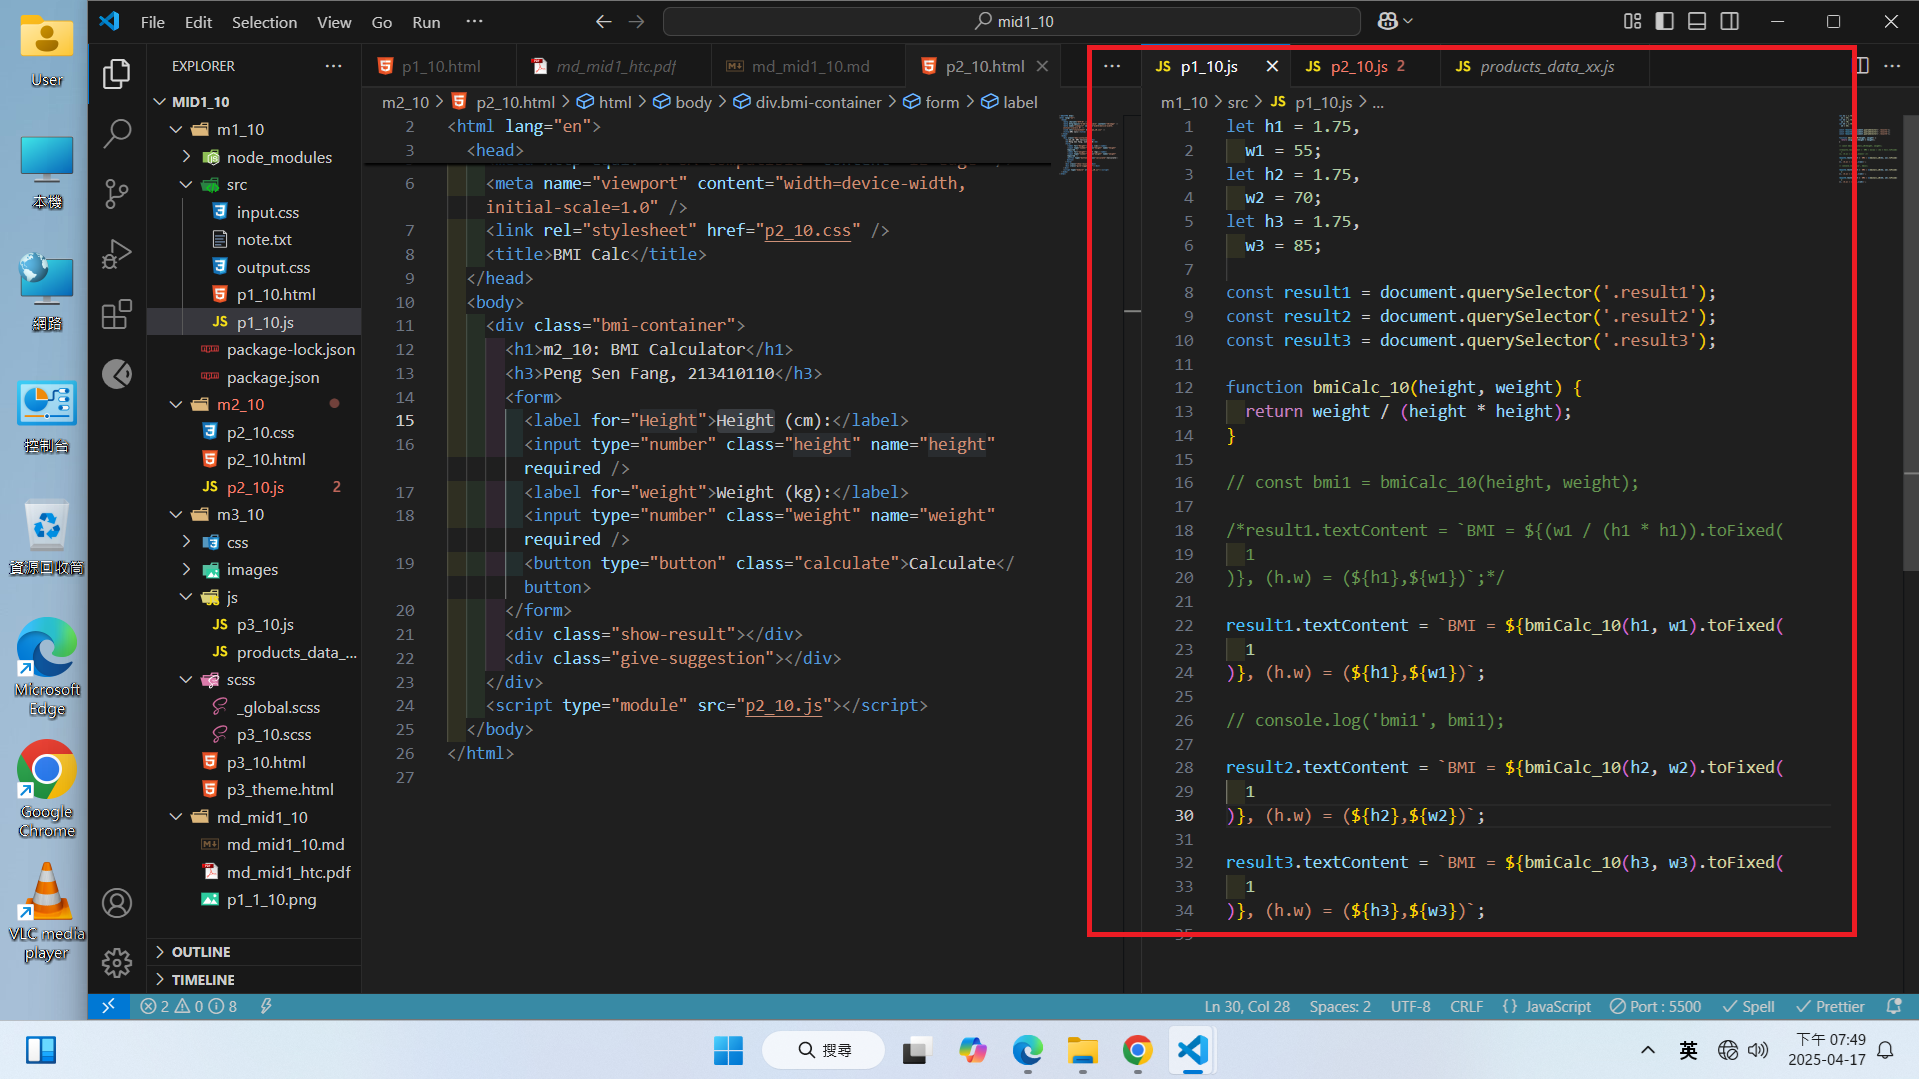 User
本機
網路
控制台
資源回收筒
Microsoft Edge
Google Chrome
VLC media player
File Edit Selection View Go Run ···
mid1_10
EXPLORER ···
MID1_10
m1_10
node_modules
src
input.css
note.txt
output.css
p1_10.html
JS p1_10.js
package-lock.json
package.json
m2_10
p2_10.css
p2_10.html
JS p2_10.js 2
m3_10
css
images
js
JS p3_10.js
JS products_data_...
scss
_global.scss
p3_10.scss
p3_10.html
p3_theme.html
md_mid1_10
md_mid1_10.md
md_mid1_htc.pdf
p1_1_10.png
OUTLINE
TIMELINE
p1_10.html md_mid1_htc.pdf md_mid1_10.md p2_10.html ···
m2_10 > p2_10.html > html > body > div.bmi-container > form > label
2 <html lang="en">
3 <head>
6 <meta name="viewport" content="width=device-width,
initial-scale=1.0" />
7 <link rel="stylesheet" href="p2_10.css" />
8 <title>BMI Calc</title>
9 </head>
10 <body>
11 <div class="bmi-container">
12 <h1>m2_10: BMI Calculator</h1>
13 <h3>Peng Sen Fang, 213410110</h3>
14 <form>
15 <label for="Height">Height (cm):</label>
16 <input type="number" class="height" name="height"
required />
17 <label for="weight">Weight (kg):</label>
18 <input type="number" class="weight" name="weight"
required />
19 <button type="button" class="calculate">Calculate</
button>
20 </form>
21 <div class="show-result"></div>
22 <div class="give-suggestion"></div>
23 </div>
24 <script type="module" src="p2_10.js"></script>
25 </body>
26 </html>
27
JS p1_10.js JS p2_10.js 2 JS products_data_xx.js ···
m1_10 > src > JS p1_10.js > ...
1 let h1 = 1.75,
2 w1 = 55;
3 let h2 = 1.75,
4 w2 = 70;
5 let h3 = 1.75,
6 w3 = 85;
7
8 const result1 = document.querySelector('.result1');
9 const result2 = document.querySelector('.result2');
10 const result3 = document.querySelector('.result3');
11
12 function bmiCalc_10(height, weight) {
13 return weight / (height * height);
14 }
15
16 // const bmi1 = bmiCalc_10(height, weight);
17
18 /*result1.textContent = `BMI = ${(w1 / (h1 * h1)).toFixed(
19 1
20 )}, (h.w) = (${h1},${w1})`;*/
21
22 result1.textContent = `BMI = ${bmiCalc_10(h1, w1).toFixed(
23 1
24 )}, (h.w) = (${h1},${w1})`;
25
26 // console.log('bmi1', bmi1);
27
28 result2.textContent = `BMI = ${bmiCalc_10(h2, w2).toFixed(
29 1
30 )}, (h.w) = (${h2},${w2})`;
31
32 result3.textContent = `BMI = ${bmiCalc_10(h3, w3).toFixed(
33 1
34 )}, (h.w) = (${h3},${w3})`;
35
2 0 8
Ln 30, Col 28 Spaces: 2 UTF-8 CRLF {} JavaScript Port : 5500 Spell Prettier
搜尋
英
下午 07:49
2025-04-17